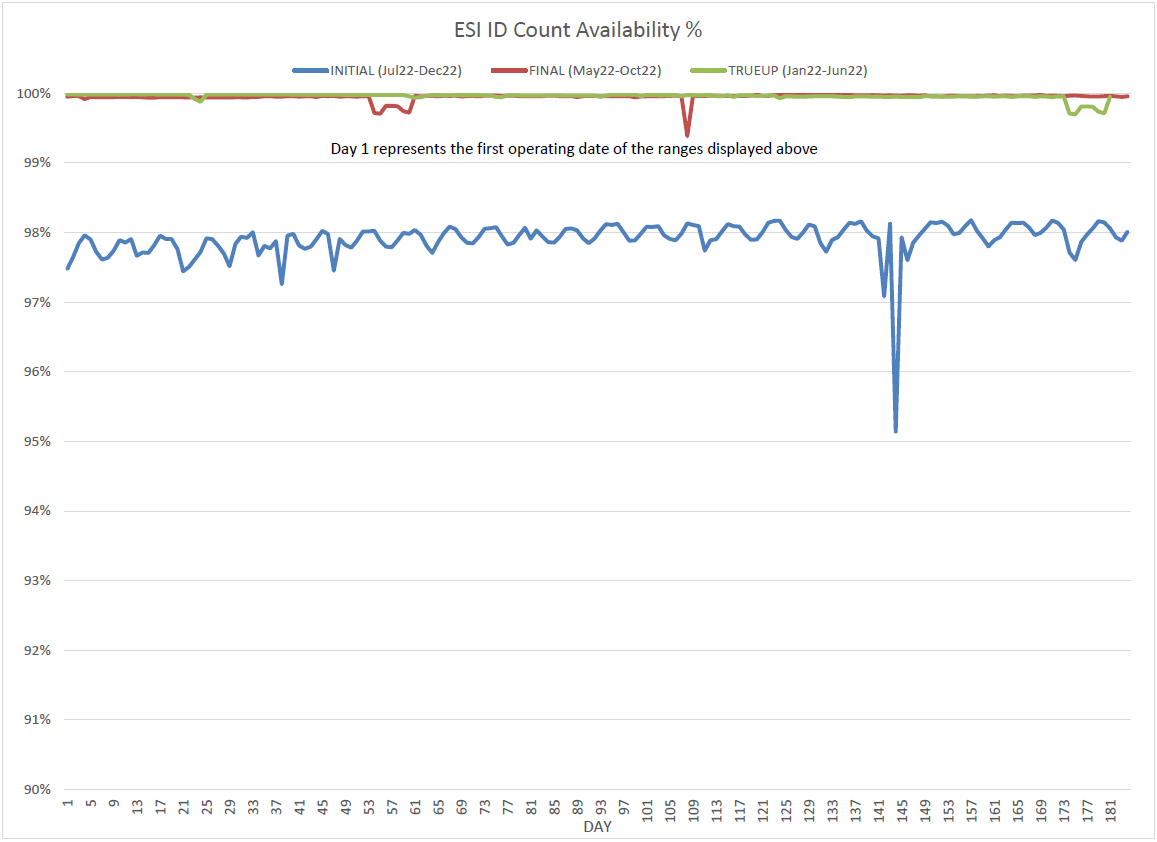 ESI ID Count Availability %
INITIAL (Jul22-Dec22) FINAL (May22-Oct22) TRUEUP (Jan22-Jun22)
100%
Day 1 represents the first operating date of the ranges displayed above
99%
98%
97%
96%
95%
94%
93%
92%
91%
90%
1 5 9 13 17 21 25 29 33 37 41 45 49 53 57 61 65 69 73 77 81 85 89 93 97 101 105 109 113 117 121 125 129 133 137 141 145 149 153 157 161 165 169 173 177 181
DAY